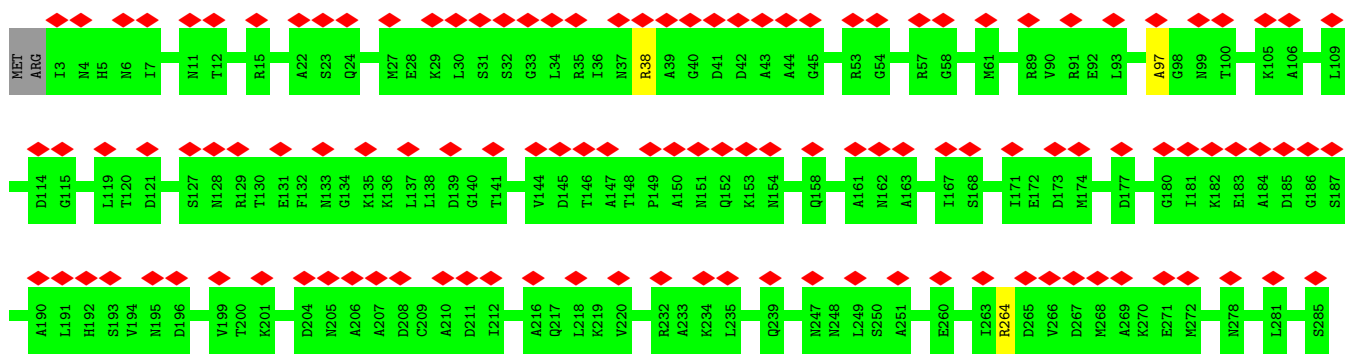 MET ARG I3 N4 H5 N6 I7 N11 T12 R15 A22 S23 Q24 M27 E28 K29 L30 S31 S32 G33 L34 R35 I36 N37 R38 A39 G40 D41 D42 A43 A44 G45 R53 G54 R57 G58 M61 R89 V90 R91 E92 L93 A97 G98 N99 T100 K105 A106 L109
D114 G115 L119 T120 D121 S127 N128 R129 T130 E131 F132 N133 G134 K135 K136 L137 L138 D139 G140 T141 V144 D145 T146 A147 T148 P149 A150 N151 Q152 K153 N154 Q158 A161 N162 A163 I167 S168 I171 E172 D173 M174 D177 G180 I181 K182 E183 A184 D185 G186 S187
A190 L191 H192 S193 V194 N195 D196 V199 T200 K201 D204 N205 A206 A207 D208 C209 A210 D211 I212 A216 Q217 L218 K219 V220 R232 A233 K234 L235 Q239 N247 N248 L249 S250 A251 E260 I263 R264 D265 V266 D267 M268 A269 K270 E271 M272 N278 L281 S285